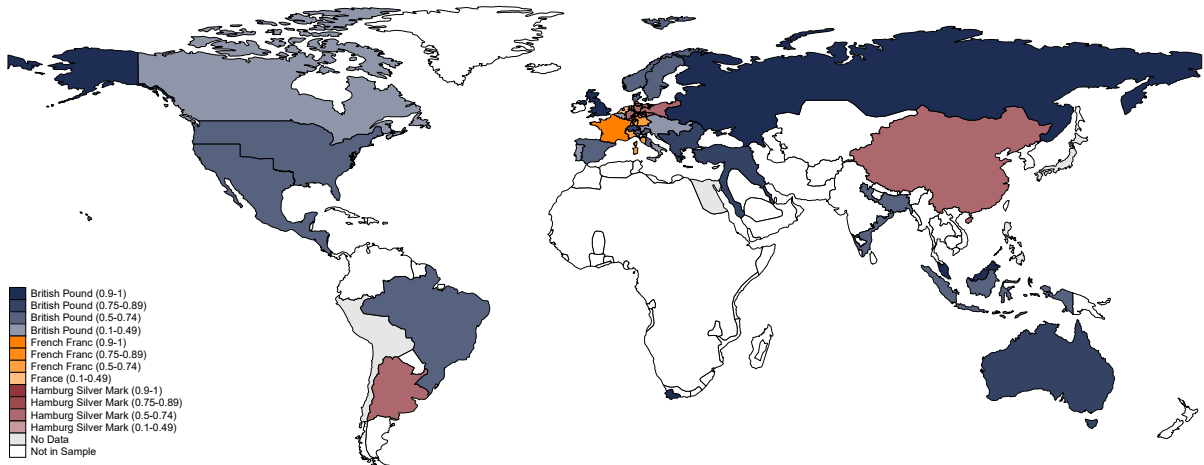 British Pound (0.9-1)
British Pound (0.75-0.89)
British Pound (0.5-0.74)
British Pound (0.1-0.49)
French Franc (0.9-1)
French Franc (0.75-0.89)
French Franc (0.5-0.74)
France (0.1-0.49)
Hamburg Silver Mark (0.9-1)
Hamburg Silver Mark (0.75-0.89)
Hamburg Silver Mark (0.5-0.74)
Hamburg Silver Mark (0.1-0.49)
No Data
Not in Sample